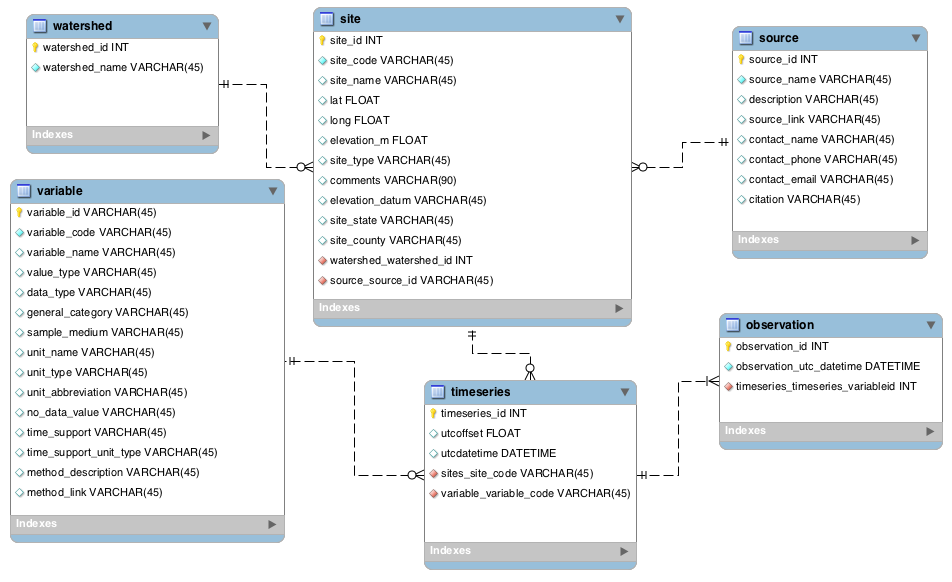 watershed
watershed_id INT
watershed_name VARCHAR(45)
Indexes
site
site_id INT
site_code VARCHAR(45)
site_name VARCHAR(45)
lat FLOAT
long FLOAT
elevation_m FLOAT
site_type VARCHAR(45)
comments VARCHAR(90)
elevation_datum VARCHAR(45)
site_state VARCHAR(45)
site_county VARCHAR(45)
watershed_watershed_id INT
source_source_id VARCHAR(45)
Indexes
source
source_id INT
source_name VARCHAR(45)
description VARCHAR(45)
source_link VARCHAR(45)
contact_name VARCHAR(45)
contact_phone VARCHAR(45)
contact_email VARCHAR(45)
citation VARCHAR(45)
Indexes
variable
variable_id VARCHAR(45)
variable_code VARCHAR(45)
variable_name VARCHAR(45)
value_type VARCHAR(45)
data_type VARCHAR(45)
general_category VARCHAR(45)
sample_medium VARCHAR(45)
unit_name VARCHAR(45)
unit_type VARCHAR(45)
unit_abbreviation VARCHAR(45)
no_data_value VARCHAR(45)
time_support VARCHAR(45)
time_support_unit_type VARCHAR(45)
method_description VARCHAR(45)
method_link VARCHAR(45)
Indexes
timeseries
timeseries_id INT
utcoffset FLOAT
utcdatetime DATETIME
sites_site_code VARCHAR(45)
variable_variable_code VARCHAR(45)
Indexes
observation
observation_id INT
observation_utc_datetime DATETIME
timeseries_timeseries_variableid INT
Indexes